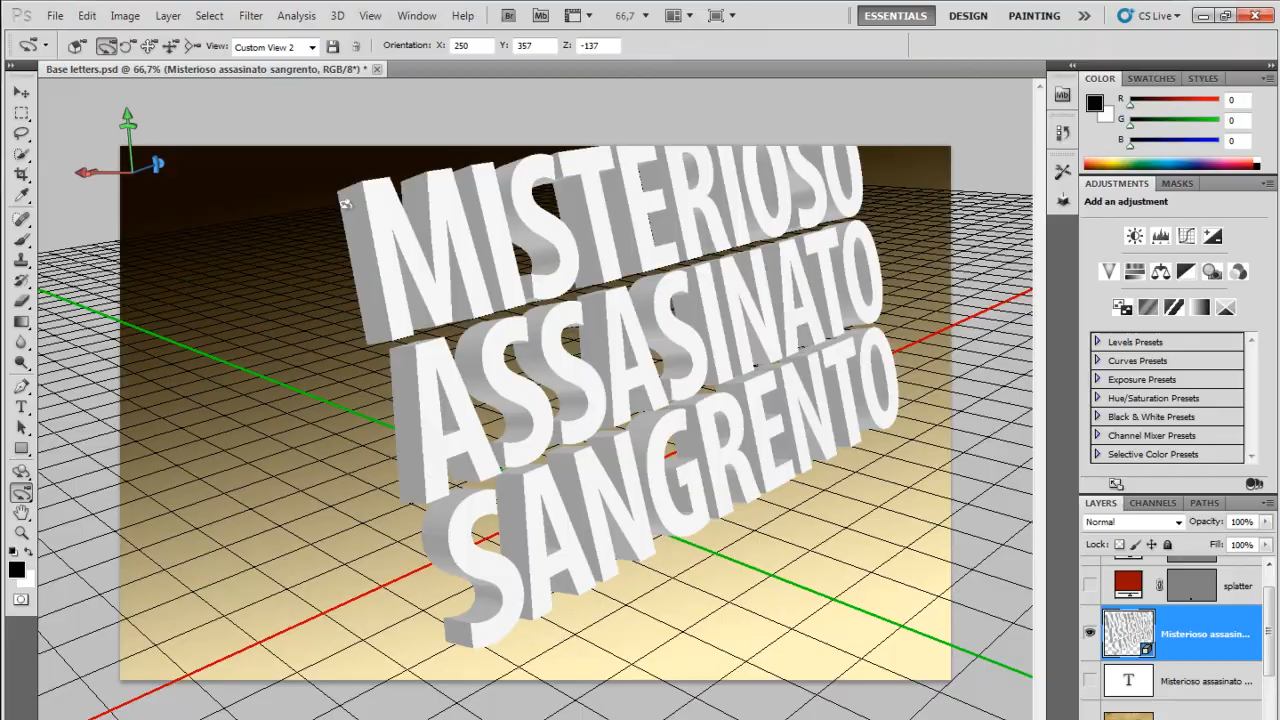 Ps File Edit Image Layer Select Filter Analysis 3D View Window Help Br Mb 66,7 ESSENTIALS DESIGN PAINTING CS Live
View: Custom View 2 Orientation: X: 250 Y: 357 Z: -137
Base letters.psd @ 66,7% (Misterioso assasinato sangrento, RGB/8*) *
MISTERIOSO
ASSASINATO
SANGRENTO
Mb
COLOR SWATCHES STYLES
R 0
G 0
B 0
ADJUSTMENTS MASKS
Add an adjustment
Levels Presets
Curves Presets
Exposure Presets
Hue/Saturation Presets
Black & White Presets
Channel Mixer Presets
Selective Color Presets
LAYERS CHANNELS PATHS
Normal Opacity: 100%
Lock: Fill: 100%
splatter
Misterioso assasin...
T Misterioso assasinato ...